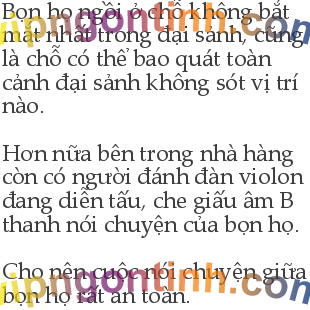 Bọn họ ngồi ở chỗ không bắt
mắt nhất trong đại sảnh, cũng
là chỗ có thể bao quát toàn
cảnh đại sảnh không sót vị trí
nào.
Hơn nữa bên trong nhà hàng
còn có người đánh đàn violon
đang diễn tấu, che giấu âm B
thanh nói chuyện của bọn họ.
Cho nên cuộc nói chuyện giữa
bọn họ rất an toàn.